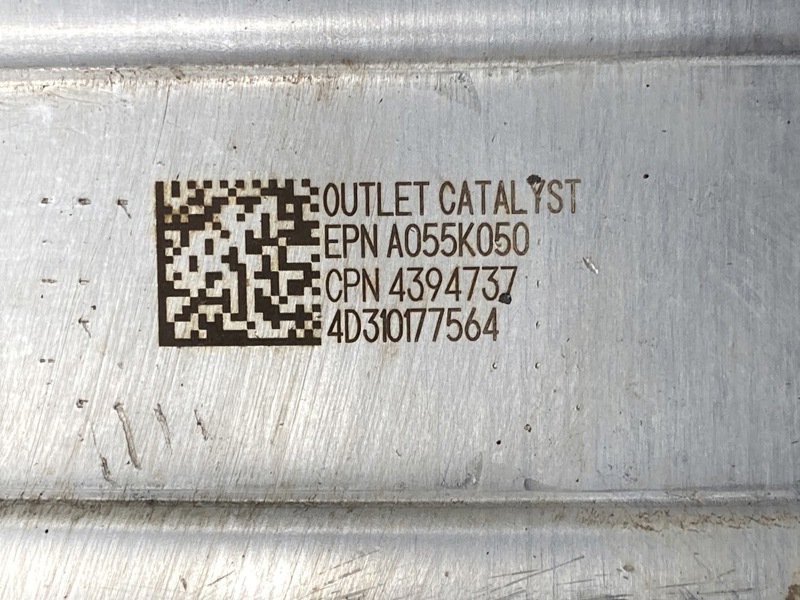 OUTLET CATALYST
EPN A055K050
CPN 4394737
4D310177564